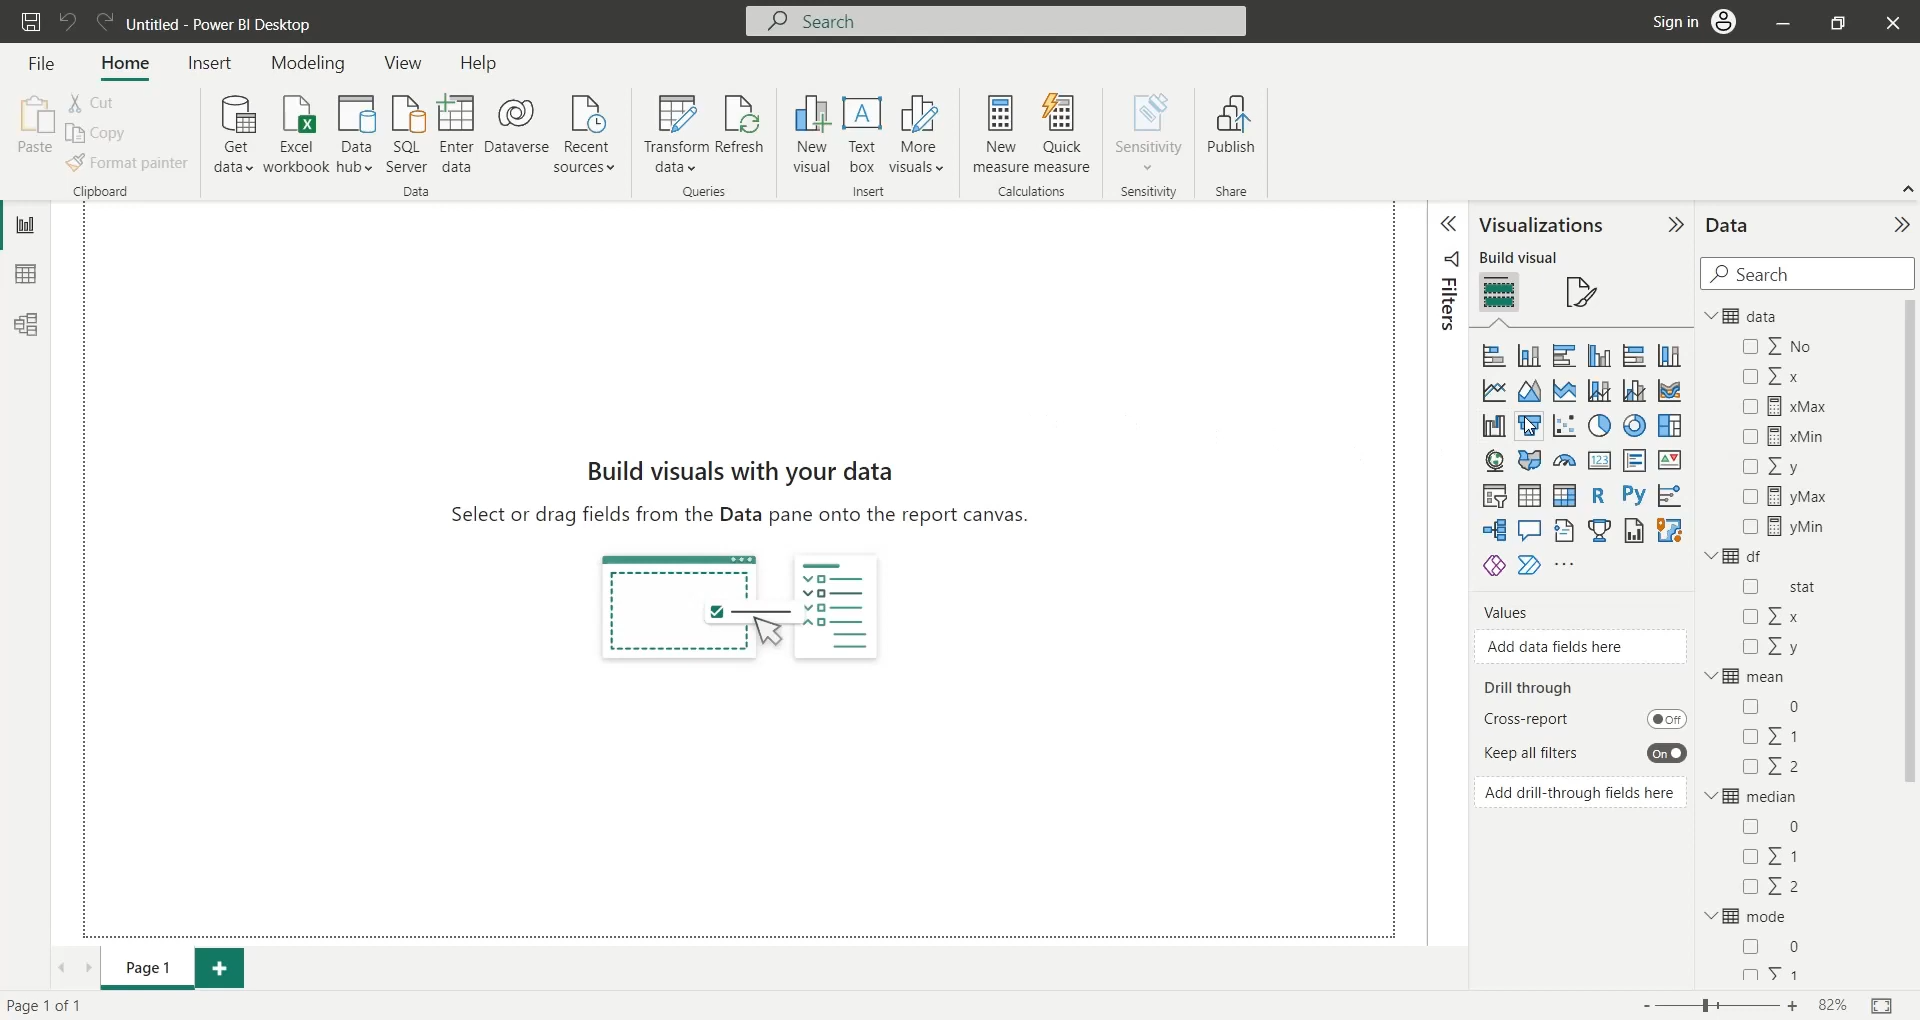 Untitled - Power BI Desktop
Search
Sign in
File
Home
Insert
Modeling
View
Help
Paste
Cut
Copy
Format painter
Clipboard
Get data
Excel workbook
Data hub
SQL Server
Enter data
Dataverse
Recent sources
Data
Transform data
Refresh
Queries
New visual
Text box
More visuals
Insert
New measure
Quick measure
Calculations
Sensitivity
Sensitivity
Publish
Share
Build visuals with your data
Select or drag fields from the Data pane onto the report canvas.
Filters
Visualizations
Build visual
123
R
Py
Values
Add data fields here
Drill through
Cross-report
Off
Keep all filters
On
Add drill-through fields here
Data
Search
data
No
x
xMax
xMin
y
yMax
yMin
df
stat
x
y
mean
0
1
2
median
0
1
2
mode
0
1
Page 1
Page 1 of 1
82%